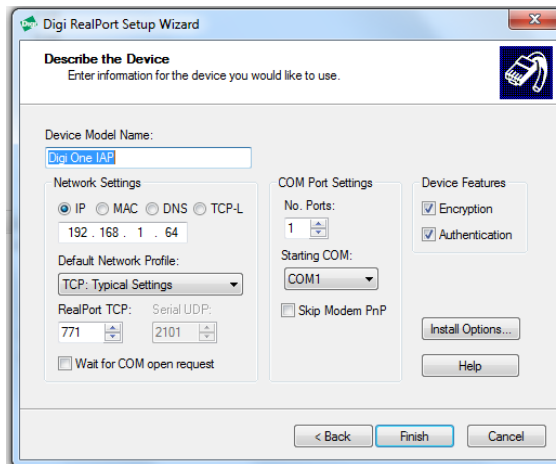 Digi
Digi RealPort Setup Wizard
Describe the Device
Enter information for the device you would like to use.
Device Model Name:
Digi One IAP
Network Settings
IP MAC DNS TCP-L
192 . 168 . 1 . 64
Default Network Profile:
TCP: Typical Settings
RealPort TCP: Serial UDP:
771 2101
Wait for COM open request
COM Port Settings
No. Ports:
1
Starting COM:
COM1
Skip Modem PnP
Device Features
Encryption
Authentication
Install Options...
Help
< Back Finish Cancel